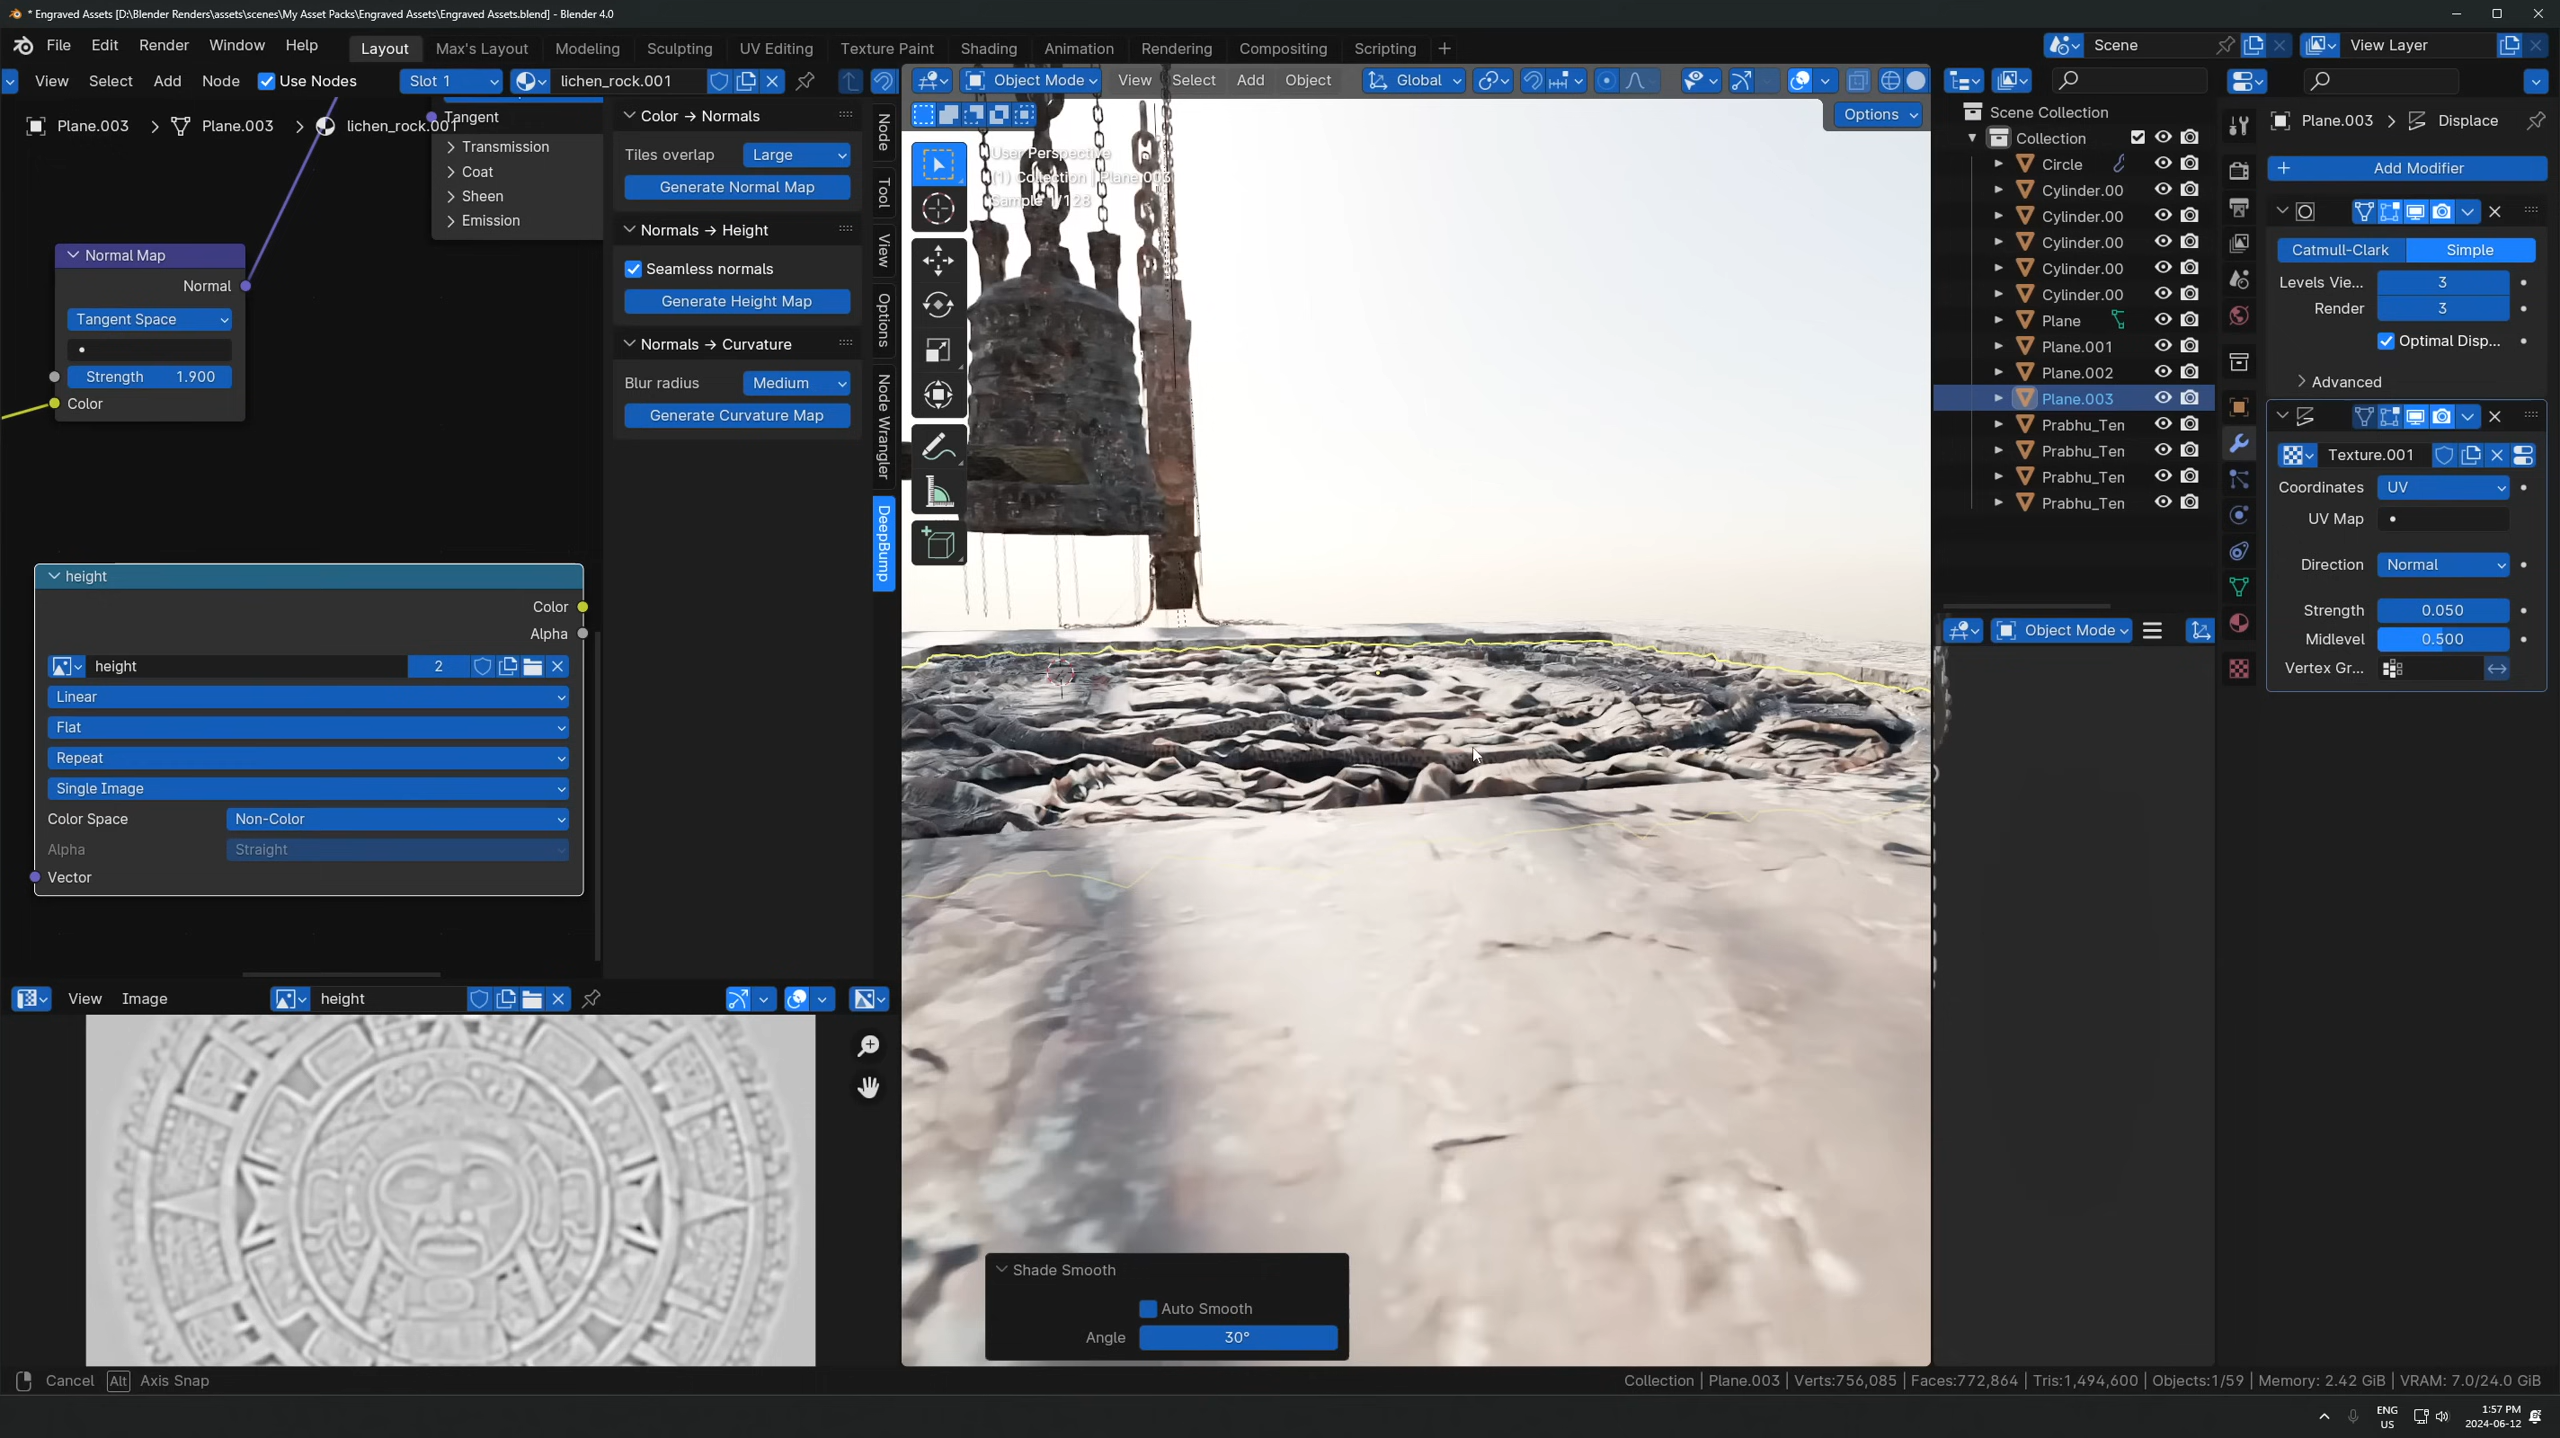 * Engraved Assets [D:\Blender Renders\assets\scenes\My Asset Packs\Engraved Assets\Engraved Assets.blend] - Blender 4.0
File Edit Render Window Help Layout Max's Layout Modeling Sculpting UV Editing Texture Paint Shading Animation Rendering Compositing Scripting +
Scene
View Layer
View Select Add Node Use Nodes Slot 1 lichen_rock.001
Plane.003 > Plane.003 > lichen_rock.001
Tangent
Transmission
Coat
Sheen
Emission
Normal Map
Normal
Tangent Space
Strength 1.900
Color
height
Color
Alpha
height 2
Linear
Flat
Repeat
Single Image
Color Space Non-Color
Alpha Straight
Vector
Color → Normals
Tiles overlap Large
Generate Normal Map
Normals → Height
Seamless normals
Generate Height Map
Normals → Curvature
Blur radius Medium
Generate Curvature Map
Node
Tool
View
Options
Node Wrangler
DeepBump
View Image height
Object Mode View Select Add Object Global
Options
User Perspective
(1) Collection | Plane.003
Sample 1/128
Shade Smooth
Auto Smooth
Angle 30°
Scene Collection
Collection
Circle
Cylinder.00
Cylinder.00
Cylinder.00
Cylinder.00
Cylinder.00
Plane
Plane.001
Plane.002
Plane.003
Prabhu_Ten
Prabhu_Ten
Prabhu_Ten
Prabhu_Ten
Object Mode
Plane.003 > Displace
Add Modifier
Catmull-Clark Simple
Levels Vie... 3
Render 3
Optimal Disp...
Advanced
Texture.001
Coordinates UV
UV Map
Direction Normal
Strength 0.050
Midlevel 0.500
Vertex Gr...
Cancel Alt Axis Snap
Collection | Plane.003 | Verts:756,085 | Faces:772,864 | Tris:1,494,600 | Objects:1/59 | Memory: 2.42 GiB | VRAM: 7.0/24.0 GiB
ENG
US
1:57 PM
2024-06-12